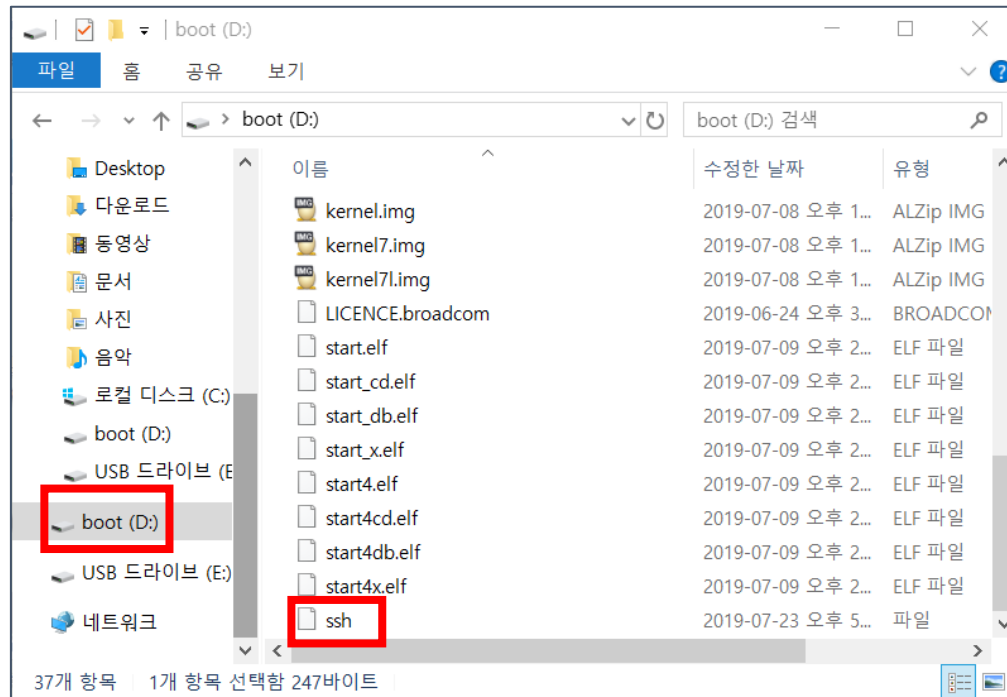 boot (D:)
파일 홈 공유 보기
boot (D:) boot (D:) 검색
Desktop
다운로드
동영상
문서
사진
음악
로컬 디스크 (C:)
boot (D:)
USB 드라이브 (E
boot (D:)
USB 드라이브 (E:)
네트워크
이름 수정한 날짜 유형
kernel.img 2019-07-08 오후 1... ALZip IMG
kernel7.img 2019-07-08 오후 1... ALZip IMG
kernel7l.img 2019-07-08 오후 1... ALZip IMG
LICENCE.broadcom 2019-06-24 오후 3... BROADCOM
start.elf 2019-07-09 오후 2... ELF 파일
start_cd.elf 2019-07-09 오후 2... ELF 파일
start_db.elf 2019-07-09 오후 2... ELF 파일
start_x.elf 2019-07-09 오후 2... ELF 파일
start4.elf 2019-07-09 오후 2... ELF 파일
start4cd.elf 2019-07-09 오후 2... ELF 파일
start4db.elf 2019-07-09 오후 2... ELF 파일
start4x.elf 2019-07-09 오후 2... ELF 파일
ssh 2019-07-23 오후 5... 파일
37개 항목 1개 항목 선택함 247바이트